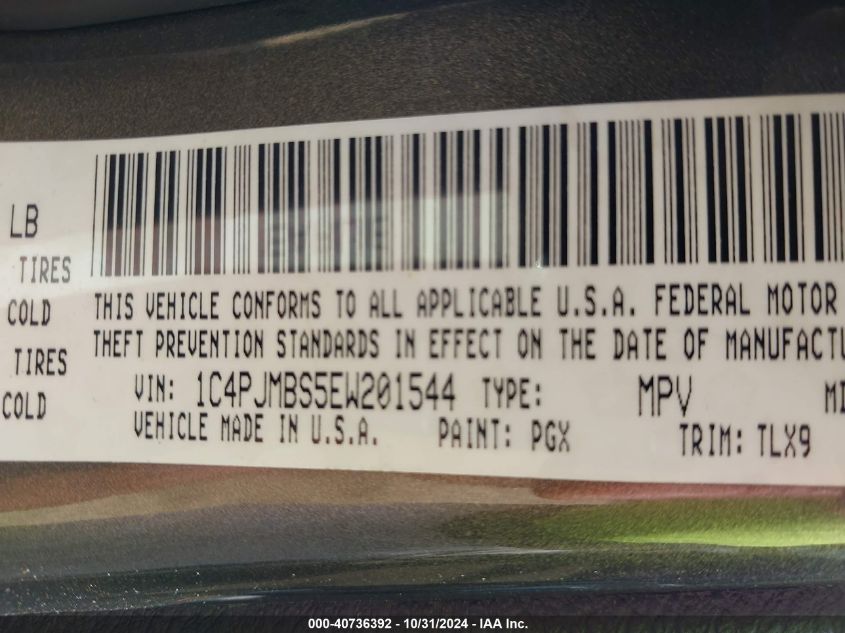 LB
TIRES
COLD
TIRES
COLD
THIS VEHICLE CONFORMS TO ALL APPLICABLE U.S.A. FEDERAL MOTOR
THEFT PREVENTION STANDARDS IN EFFECT ON THE DATE OF MANUFACTU
VIN: 1C4PJMBS5EW201544 TYPE: MPV
VEHICLE MADE IN U.S.A. PAINT: PGX TRIM: TLX9
000-40736392 - 10/31/2024 - IAA Inc.